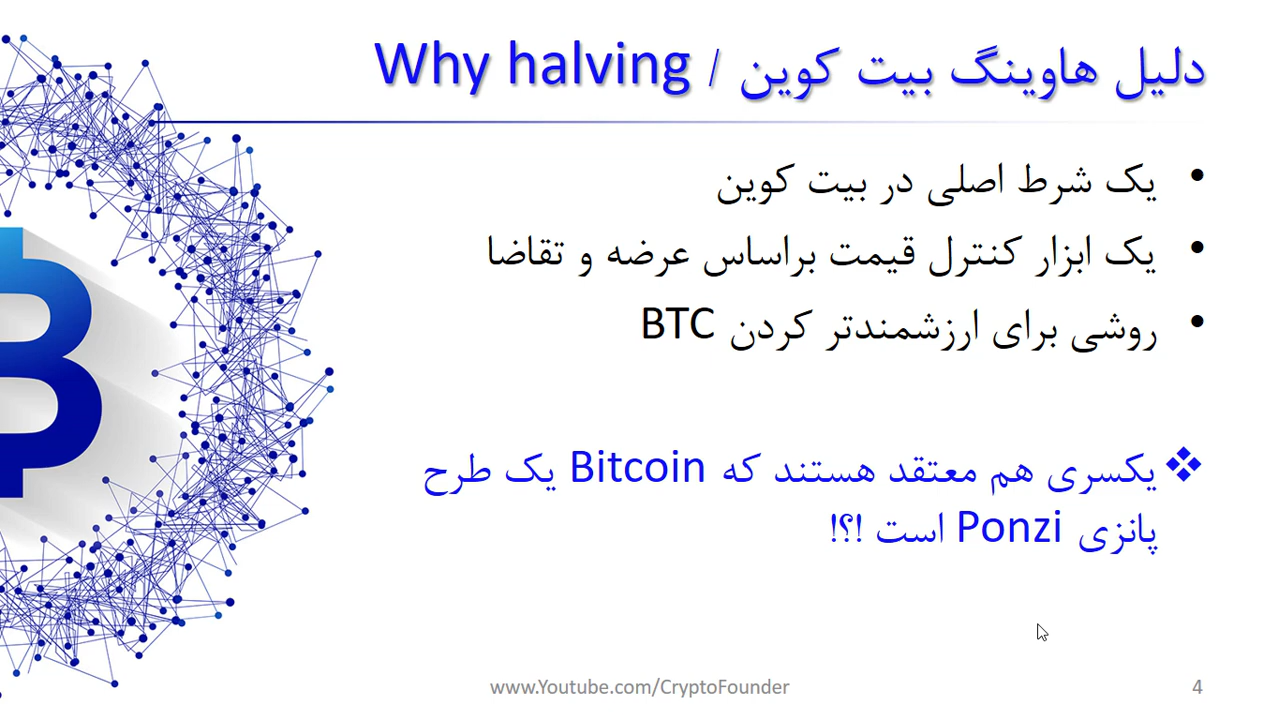 دلیل هاوینگ بیت کوین / Why halving
• یک شرط اصلی در بیت کوین
• یک ابزار کنترل قیمت براساس عرضه و تقاضا
• روشی برای ارزشمندتر کردن BTC
❖ یکسری هم معتقد هستند که Bitcoin یک طرح
پانزی Ponzi است !؟!
www.Youtube.com/CryptoFounder
4